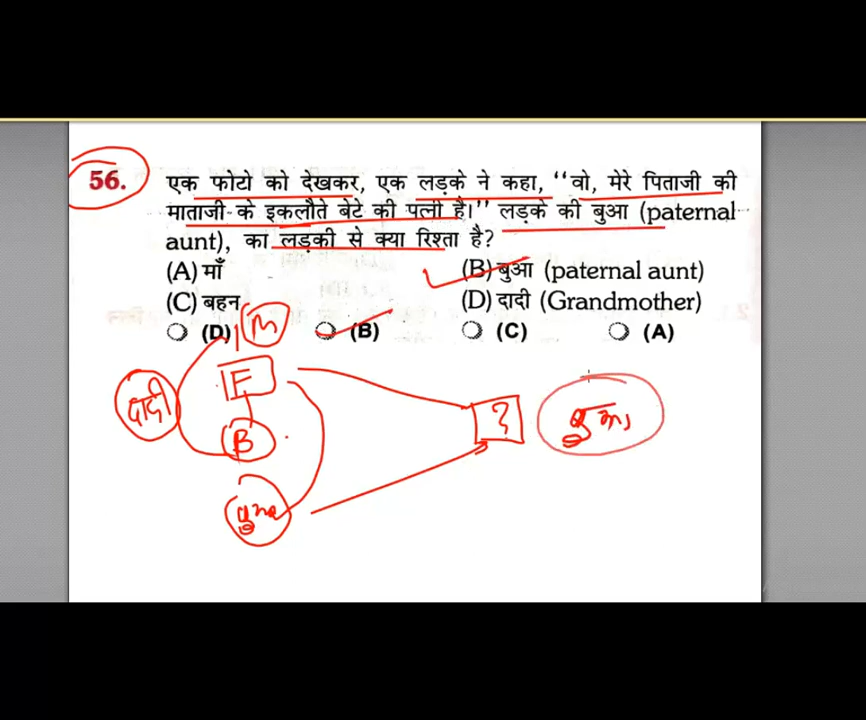 56. एक फोटो को देखकर, एक लड़के ने कहा, ‘‘वो, मेरे पिताजी की
माताजी के इकलौते बेटे की पत्नी है।’’ लड़के की बुआ (paternal
aunt), का लड़की से क्या रिश्ता है?
(A) माँ (B) बुआ (paternal aunt)
(C) बहन (D) दादी (Grandmother)
(D) (B) (C) (A)
M
F
दादी ? बुआ
B
बुआ